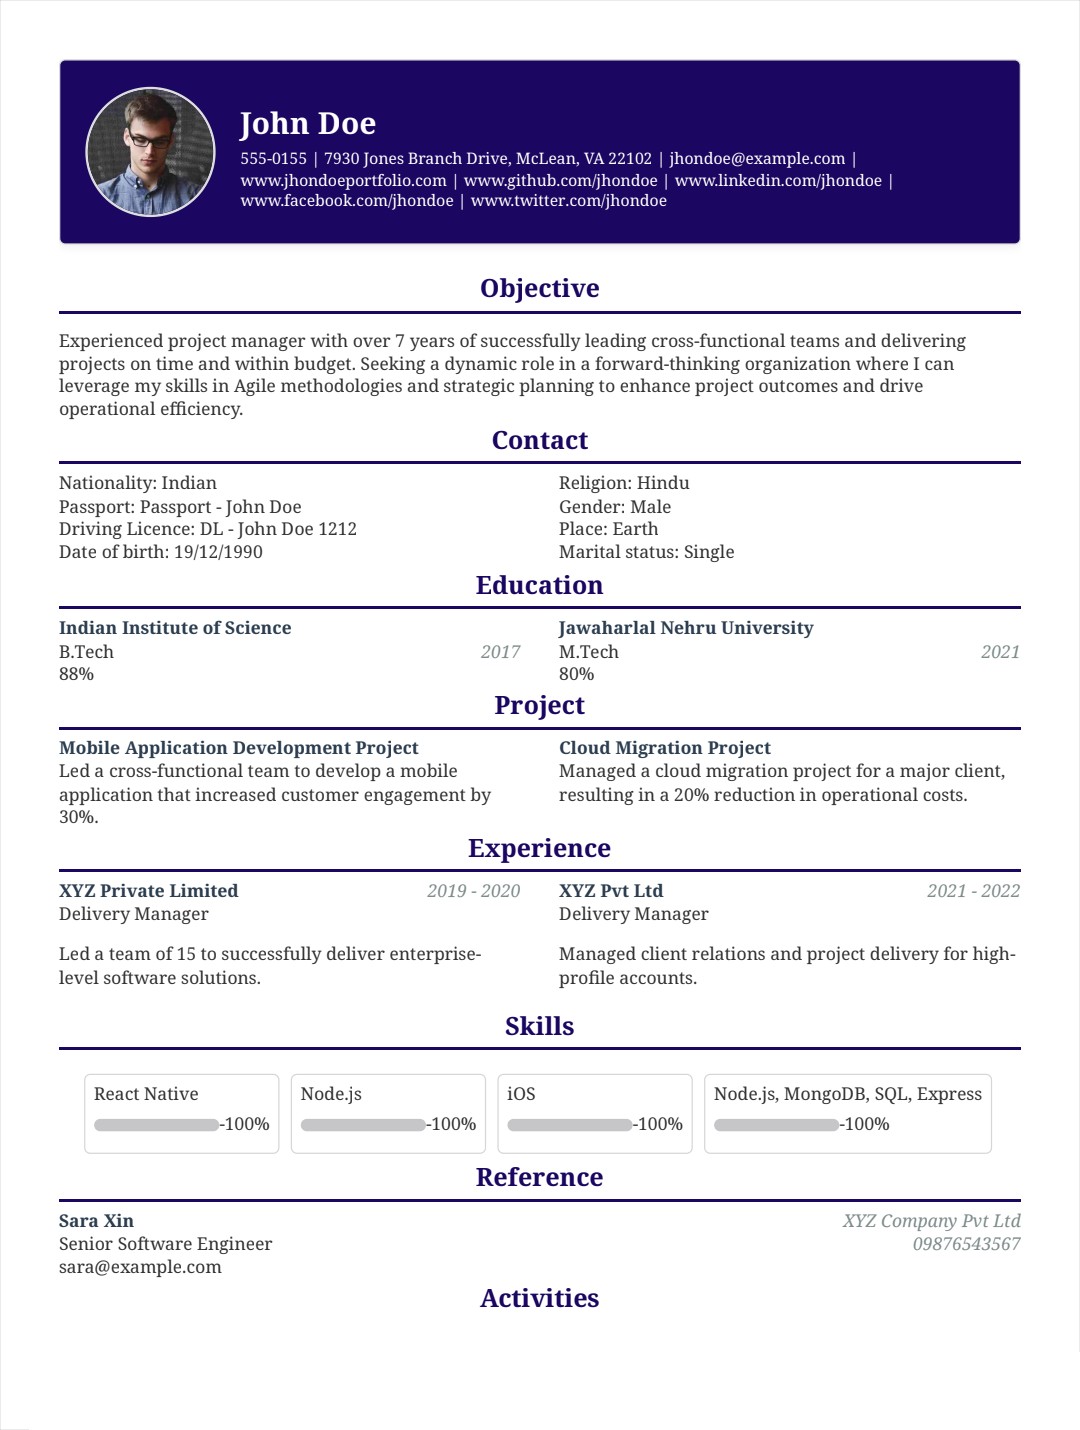 John Doe
555-0155 | 7930 Jones Branch Drive, McLean, VA 22102 | jhondoe@example.com |
www.jhondoeportfolio.com | www.github.com/jhondoe | www.linkedin.com/jhondoe |
www.facebook.com/jhondoe | www.twitter.com/jhondoe
Objective
Experienced project manager with over 7 years of successfully leading cross-functional teams and delivering
projects on time and within budget. Seeking a dynamic role in a forward-thinking organization where I can
leverage my skills in Agile methodologies and strategic planning to enhance project outcomes and drive
operational efficiency.
Contact
Nationality: Indian
Passport: Passport - John Doe
Driving Licence: DL - John Doe 1212
Date of birth: 19/12/1990
Religion: Hindu
Gender: Male
Place: Earth
Marital status: Single
Education
Indian Institute of Science
B.Tech 2017
88%
Jawaharlal Nehru University
M.Tech 2021
80%
Project
Mobile Application Development Project
Led a cross-functional team to develop a mobile
application that increased customer engagement by
30%.
Cloud Migration Project
Managed a cloud migration project for a major client,
resulting in a 20% reduction in operational costs.
Experience
XYZ Private Limited 2019 - 2020
Delivery Manager
Led a team of 15 to successfully deliver enterprise-
level software solutions.
XYZ Pvt Ltd 2021 - 2022
Delivery Manager
Managed client relations and project delivery for high-
profile accounts.
Skills
React Native
-100%
Node.js
-100%
iOS
-100%
Node.js, MongoDB, SQL, Express
-100%
Reference
Sara Xin XYZ Company Pvt Ltd
Senior Software Engineer 09876543567
sara@example.com
Activities